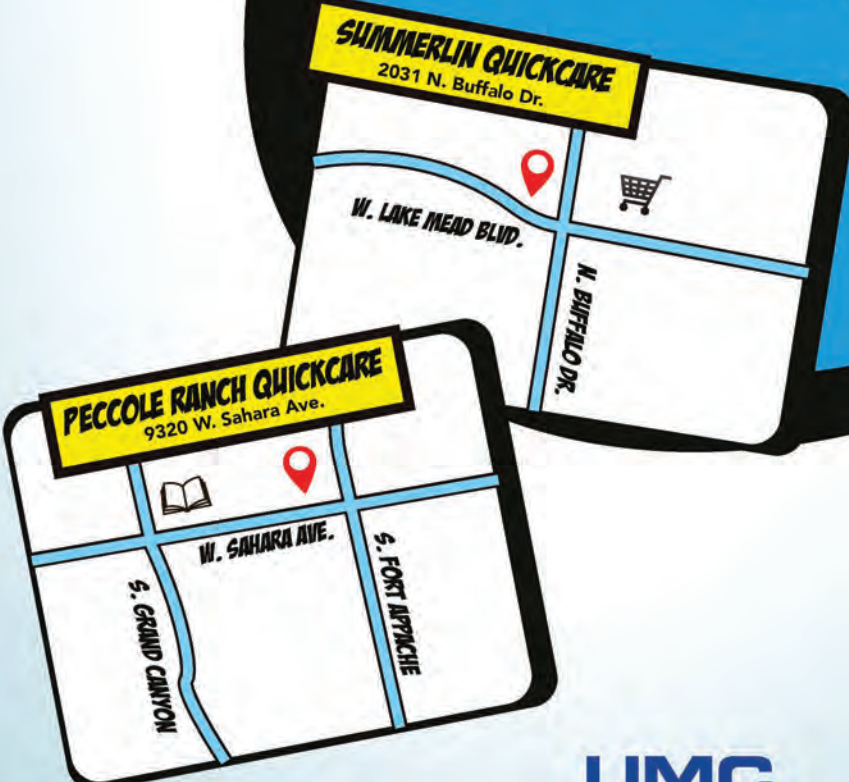 SUMMERLIN QUICKCARE
2031 N. Buffalo Dr.
W. LAKE MEAD BLVD.
N. BUFFALO DR.
PECCOLE RANCH QUICKCARE
9320 W. Sahara Ave.
W. SAHARA AVE.
S. GRAND CANYON
S. FORT APPACHE
UMC